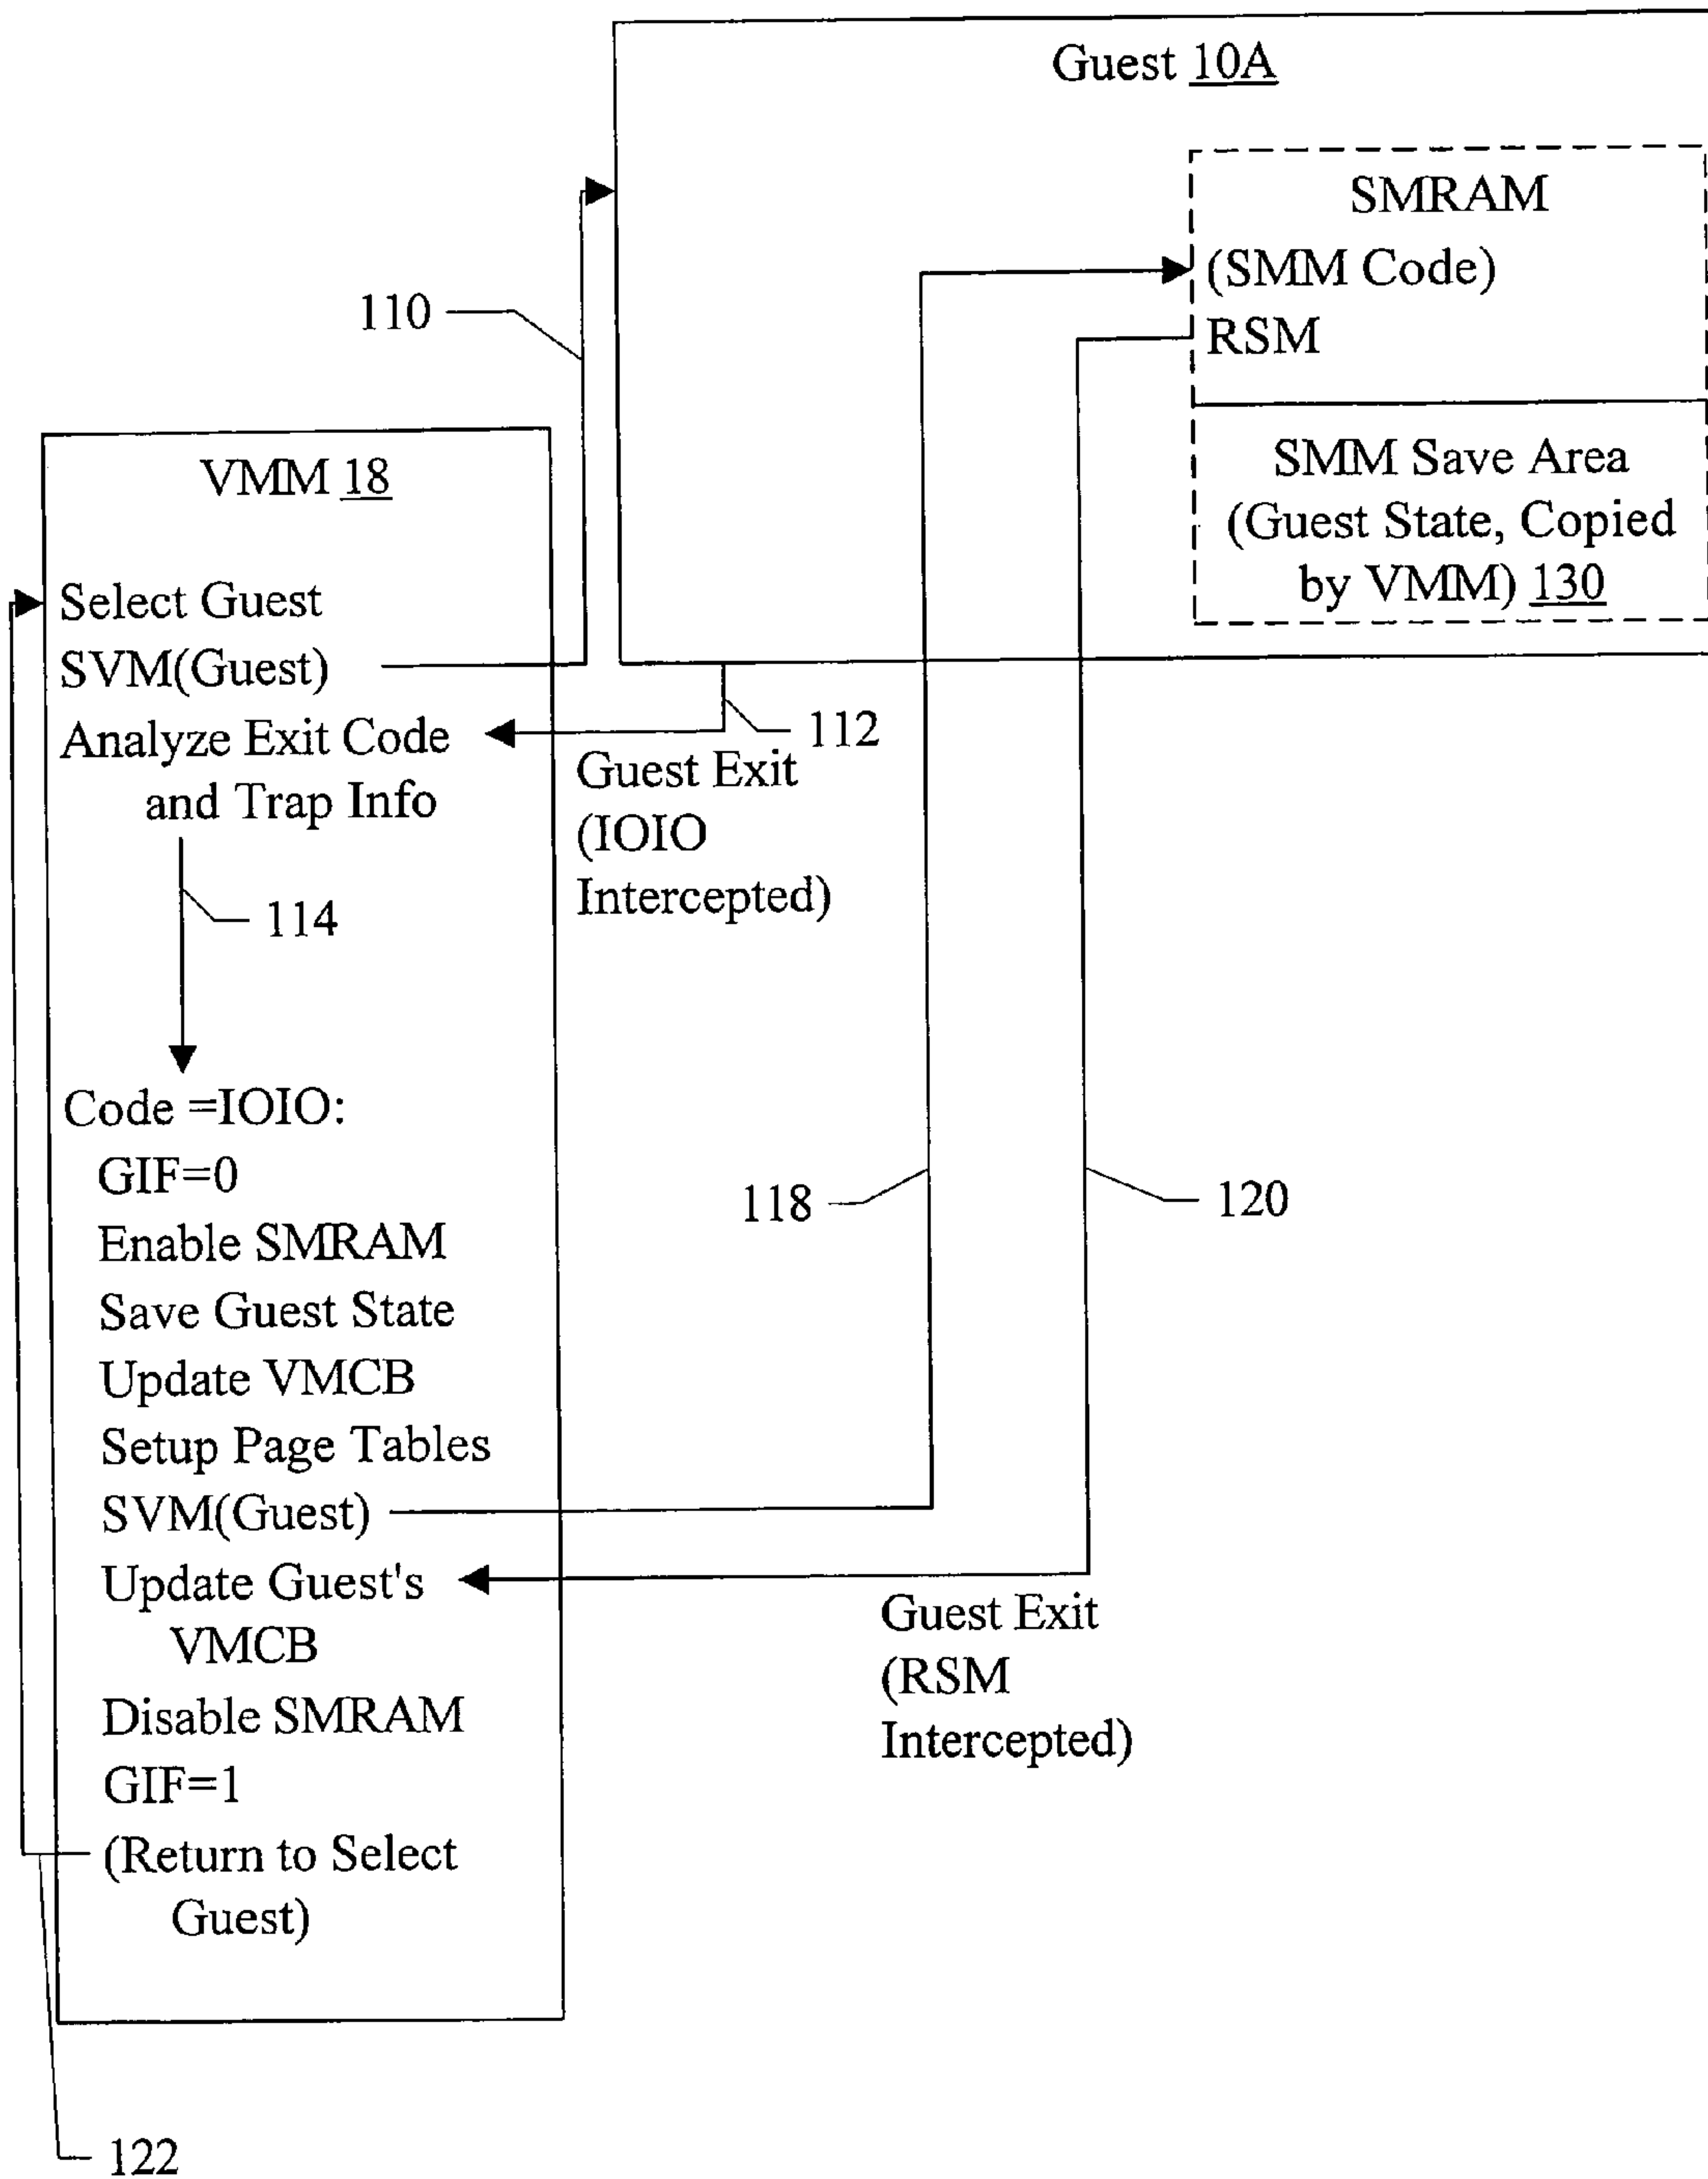 Guest 10A
SMRAM
(SMM Code)
RSM
SMM Save Area
(Guest State, Copied
by VMM) 130
110
VMM 18
Select Guest
SVM(Guest)
Analyze Exit Code
and Trap Info
112
Guest Exit
(IOIO
Intercepted)
114
Code =IOIO:
GIF=0
Enable SMRAM
Save Guest State
Update VMCB
Setup Page Tables
SVM(Guest)
Update Guest's
VMCB
Disable SMRAM
GIF=1
(Return to Select
Guest)
118
120
Guest Exit
(RSM
Intercepted)
122